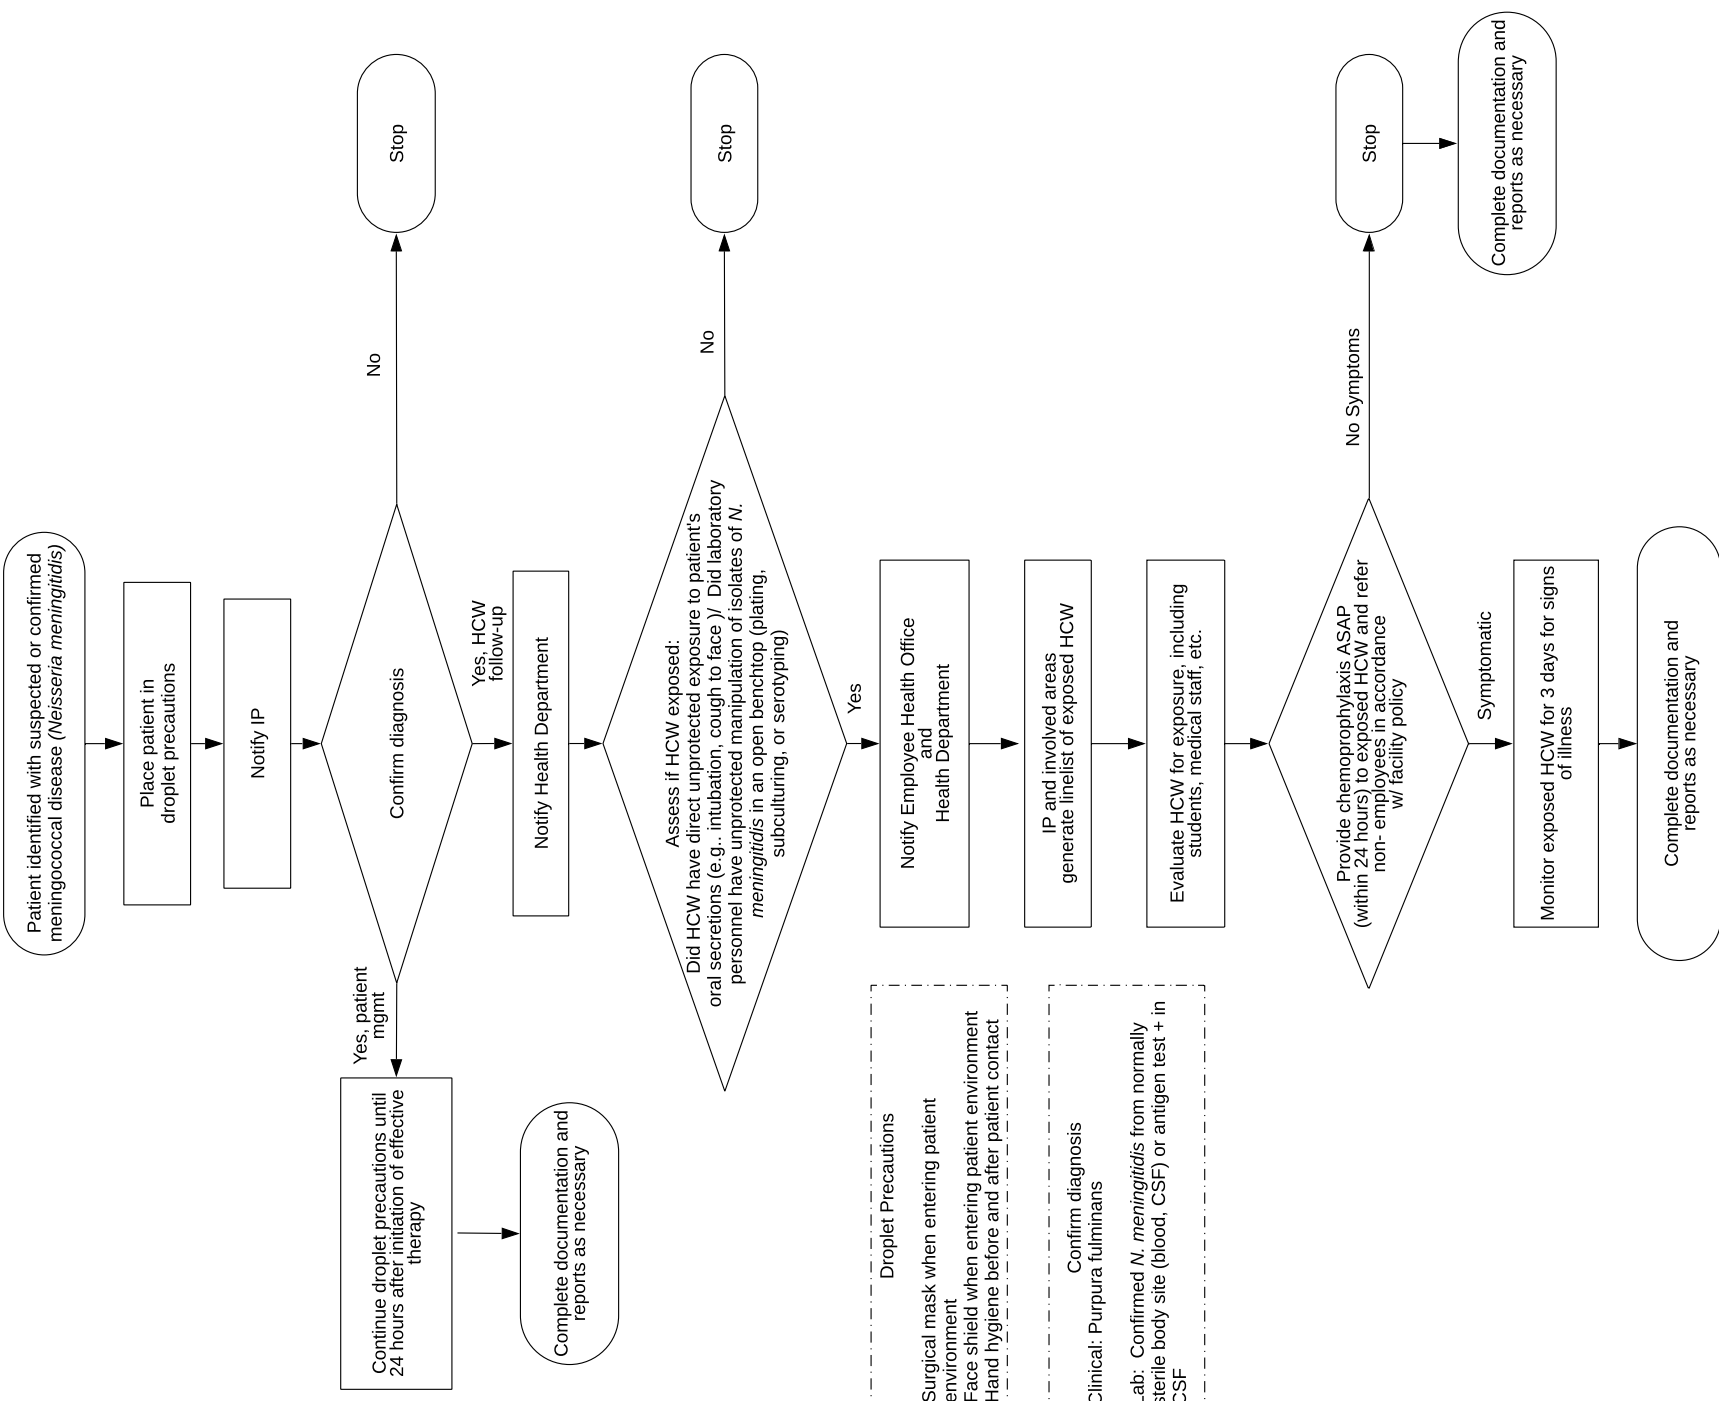 Patient identified with suspected or confirmed
meningococcal disease (Neisseria meningitidis)
Place patient in
droplet precautions
Notify IP
Confirm diagnosis
No
Stop
Yes, patient
mgmt
Continue droplet precautions until
24 hours after initiation of effective
therapy
Complete documentation and
reports as necessary
Yes, HCW
follow-up
Notify Health Department
Assess if HCW exposed:
Did HCW have direct unprotected exposure to patient's
oral secretions (e.g.. intubation, cough to face )/  Did laboratory
personnel have unprotected manipulation of isolates of N.
meningitidis in an open benchtop (plating,
subculturing, or serotyping)
No
Stop
Yes
Notify Employee Health Office
and
Health Department
IP and involved areas
generate linelist of exposed HCW
Evaluate HCW for exposure, including
students, medical staff, etc.
Provide chemoprophylaxis ASAP
(within 24 hours) to exposed HCW and refer
non- employees in accordance
w/ facility policy
No Symptoms
Stop
Complete documentation and
reports as necessary
Symptomatic
Monitor exposed HCW for 3 days for signs
of illness
Complete documentation and
reports as necessary
Droplet Precautions
Surgical mask when entering patient
environment
Face shield when entering patient environment
Hand hygiene before and after patient contact
Confirm diagnosis
Clinical: Purpura fulminans
Lab:  Confirmed N. meningitidis from normally
sterile body site (blood, CSF) or antigen test + in
CSF